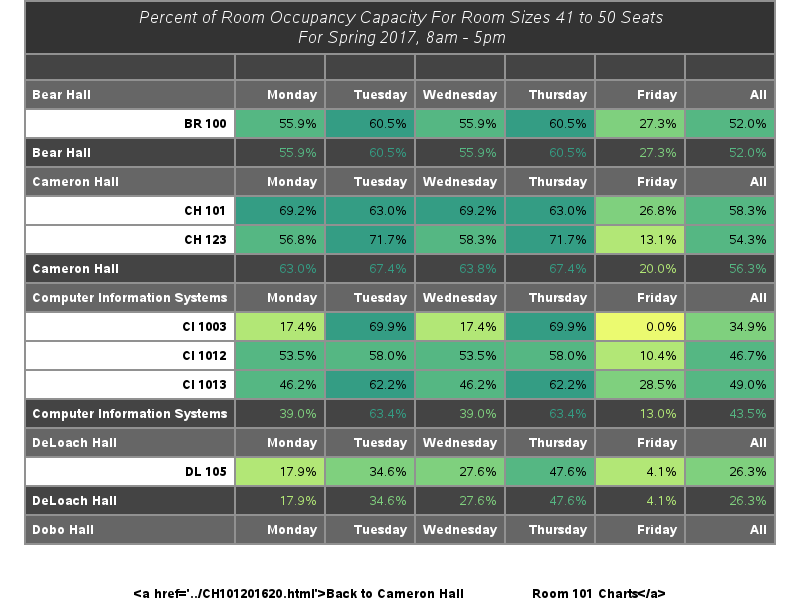 Percent of Room Occupancy Capacity For Room Sizes 41 to 50 Seats
For Spring 2017, 8am - 5pm
Bear Hall Monday Tuesday Wednesday Thursday Friday All
BR 100 55.9% 60.5% 55.9% 60.5% 27.3% 52.0%
Bear Hall 55.9% 60.5% 55.9% 60.5% 27.3% 52.0%
Cameron Hall Monday Tuesday Wednesday Thursday Friday All
CH 101 69.2% 63.0% 69.2% 63.0% 26.8% 58.3%
CH 123 56.8% 71.7% 58.3% 71.7% 13.1% 54.3%
Cameron Hall 63.0% 67.4% 63.8% 67.4% 20.0% 56.3%
Computer Information Systems Monday Tuesday Wednesday Thursday Friday All
CI 1003 17.4% 69.9% 17.4% 69.9% 0.0% 34.9%
CI 1012 53.5% 58.0% 53.5% 58.0% 10.4% 46.7%
CI 1013 46.2% 62.2% 46.2% 62.2% 28.5% 49.0%
Computer Information Systems 39.0% 63.4% 39.0% 63.4% 13.0% 43.5%
DeLoach Hall Monday Tuesday Wednesday Thursday Friday All
DL 105 17.9% 34.6% 27.6% 47.6% 4.1% 26.3%
DeLoach Hall 17.9% 34.6% 27.6% 47.6% 4.1% 26.3%
Dobo Hall Monday Tuesday Wednesday Thursday Friday All
<a href='../CH101201620.html'>Back to Cameron Hall Room 101 Charts</a>